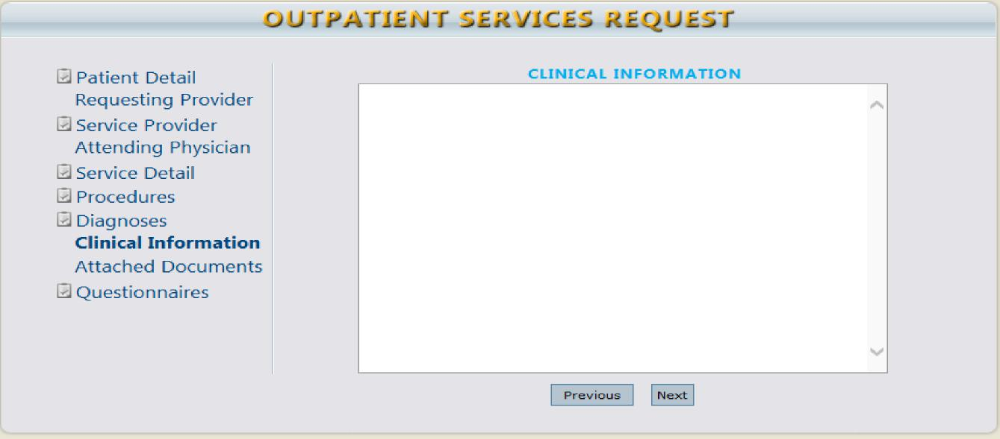 OUTPATIENT SERVICES REQUEST
Patient Detail
Requesting Provider
Service Provider
Attending Physician
Service Detail
Procedures
Diagnoses
Clinical Information
Attached Documents
Questionnaires
CLINICAL INFORMATION
Previous Next